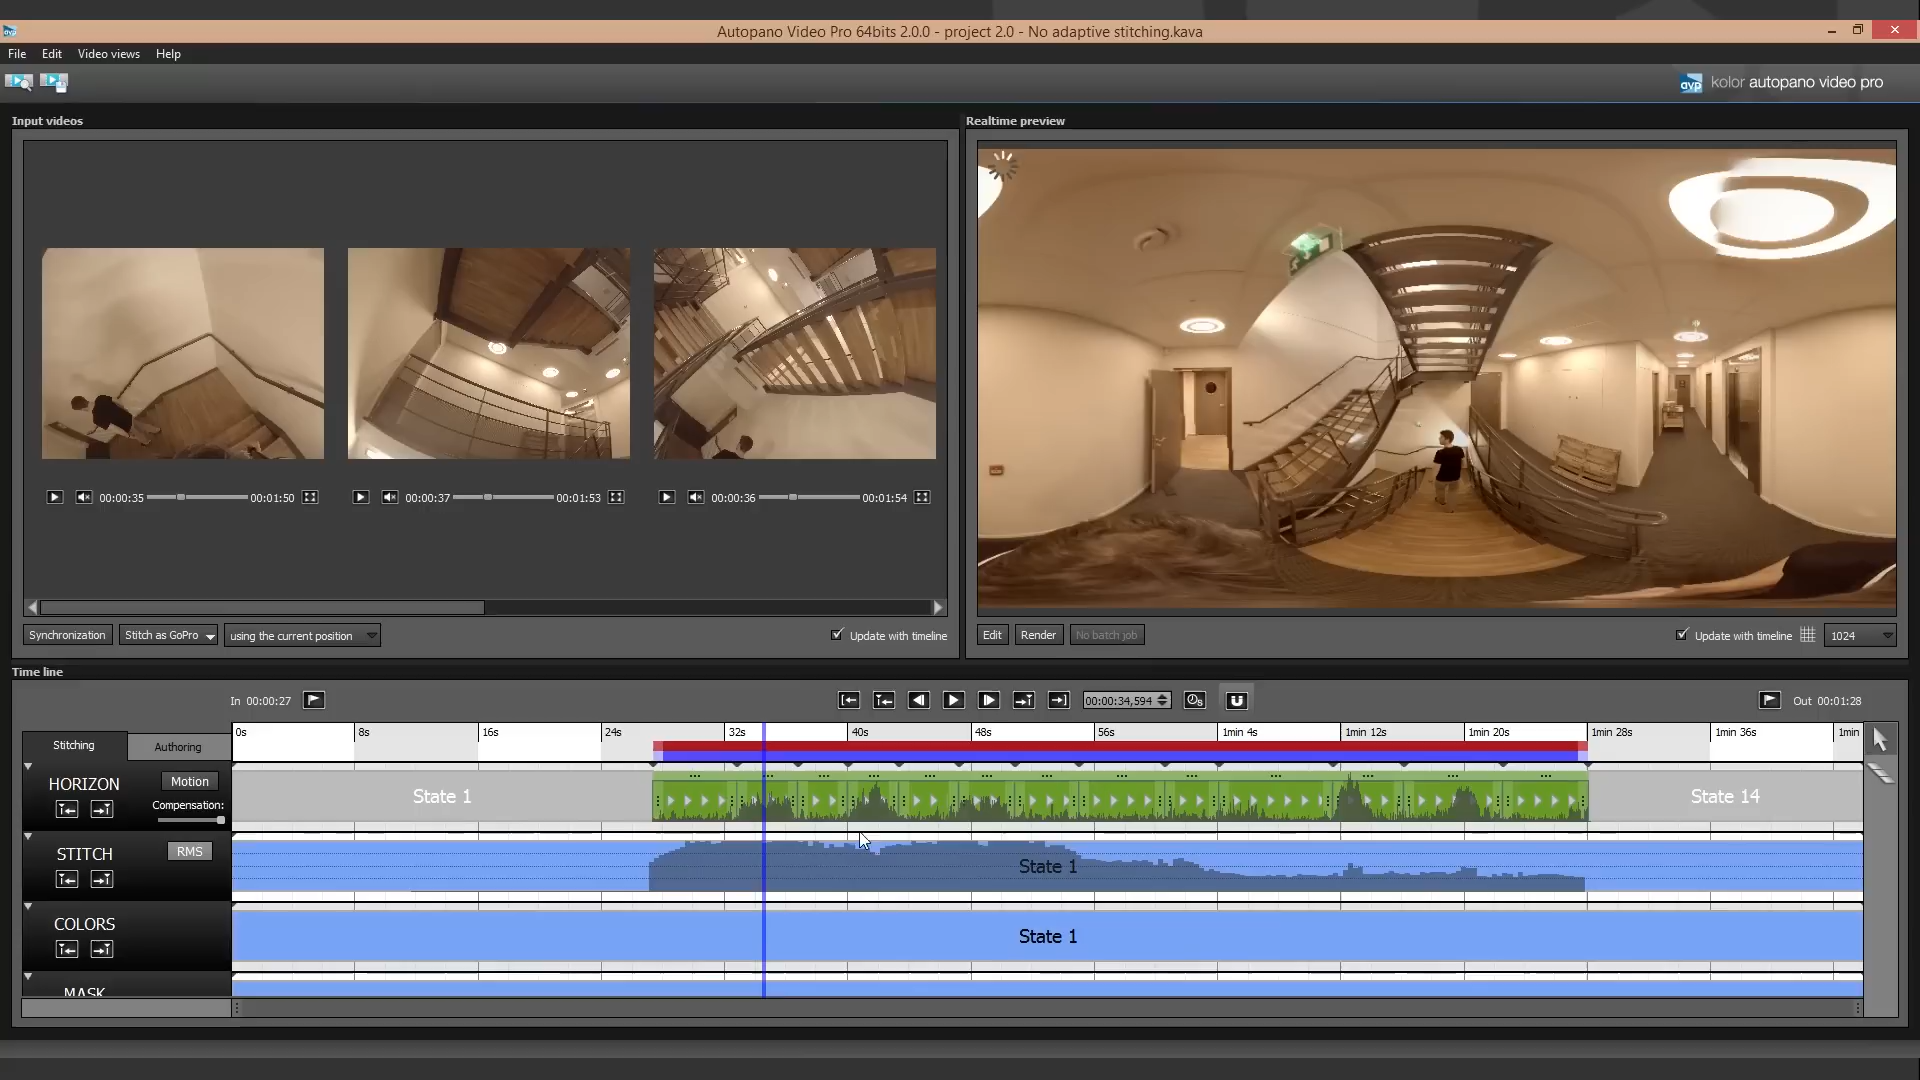 Autopano Video Pro 64bits 2.0.0 - project 2.0 - No adaptive stitching.kava
File Edit Video views Help
avp kolor autopano video pro
Input videos
Realtime preview
00:00:35 00:01:50
00:00:37 00:01:53
00:00:36 00:01:54
Synchronization Stitch as GoPro using the current position Update with timeline
Edit Render No batch job Update with timeline 1024
Time line
In 00:00:27 00:00:34,594 Out 00:01:28
0s 8s 16s 24s 32s 40s 48s 56s 1min 4s 1min 12s 1min 20s 1min 28s 1min 36s 1min
Stitching Authoring
HORIZON Motion
Compensation:
State 1 State 14
STITCH RMS
State 1
COLORS
State 1
MASK